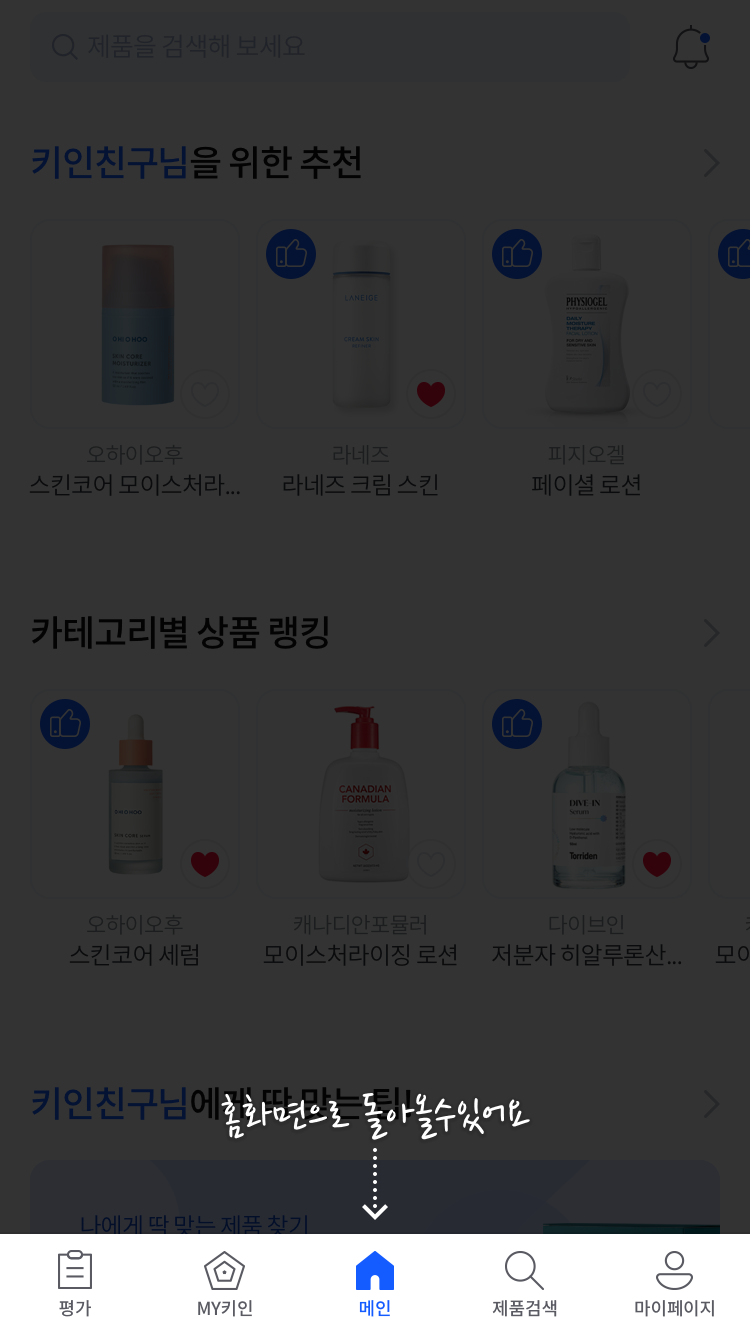 제품을 검색해 보세요
키인친구님을 위한 추천
LANEIGE
CREAM SKIN
PHYSIOGEL
DAILY
MOISTURE
THERAPY
오하이오후
라네즈
피지오겔
스킨코어 모이스처라...
라네즈 크림 스킨
페이셜 로션
카테고리별 상품 랭킹
CANADIAN
FORMULA
DIVE-IN
Serum
Torriden
오하이오후
캐나디안포뮬러
다이브인
스킨코어 세럼
모이스처라이징 로션
저분자 히알루론산...
모이
키인친구님에게 딱 맞는 팁!
홈화면으로 돌아올수있어요
나에게 딱 맞는 제품 찾기
평가
MY키인
메인
제품검색
마이페이지